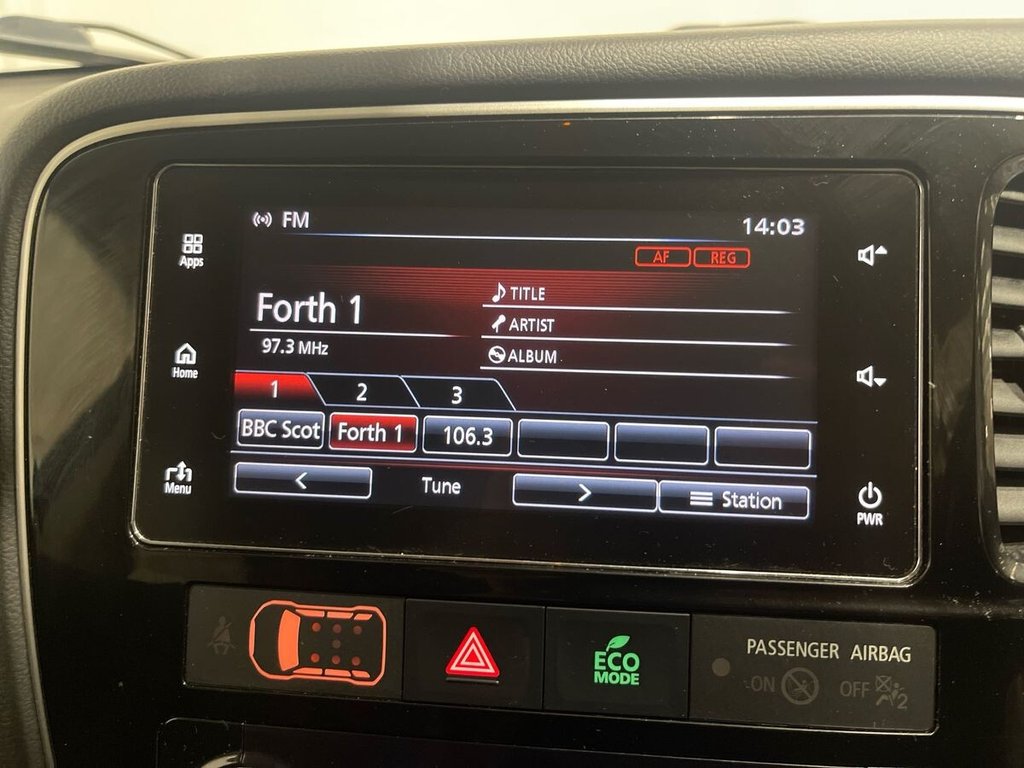 FM 14:03
AF REG
Apps
TITLE
Forth 1
ARTIST
97.3 MHz
ALBUM
Home
1 2 3
BBC Scot Forth 1 106.3
< Tune > Station
Menu
PWR
ECO
MODE
PASSENGER AIRBAG
ON OFF 2